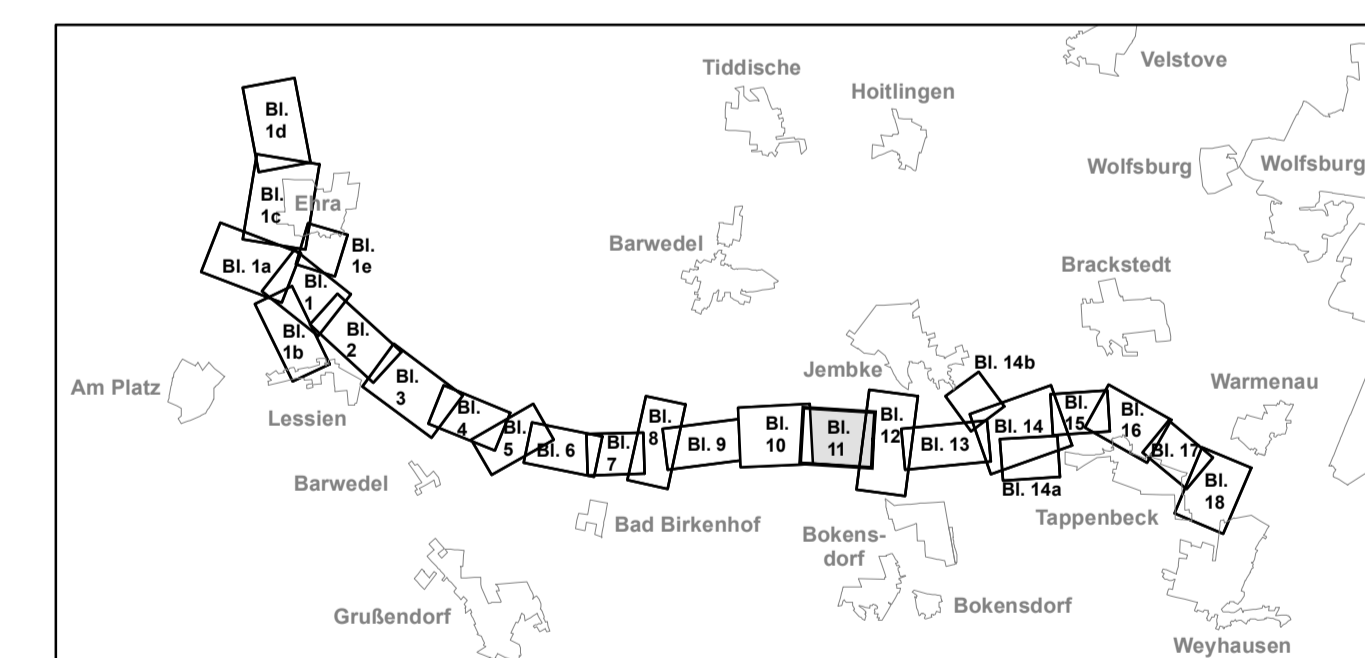 Velstove
Tiddische
Hoitlingen
Bl.
1d
Wolfsburg
Wolfsburg
Bl.
1c
Ehra
Barwedel
Bl.
1e
Bl. 1a
Brackstedt
Bl.
1
Bl.
1b
Bl.
2
Am Platz
Bl.
3
Lessien
Jembke
Bl. 14b
Warmenau
Bl.
4
Bl.
5
Bl. 6
Bl.
7
Bl.
8
Bl. 9
Bl.
10
Bl.
11
Bl.
12
Bl. 13
Bl. 14
Bl.
15
Bl.
16
Bl. 17
Bl.
18
Bl. 14a
Barwedel
Bad Birkenhof
Tappenbeck
Bokens-
dorf
Bokensdorf
Grußendorf
Weyhausen